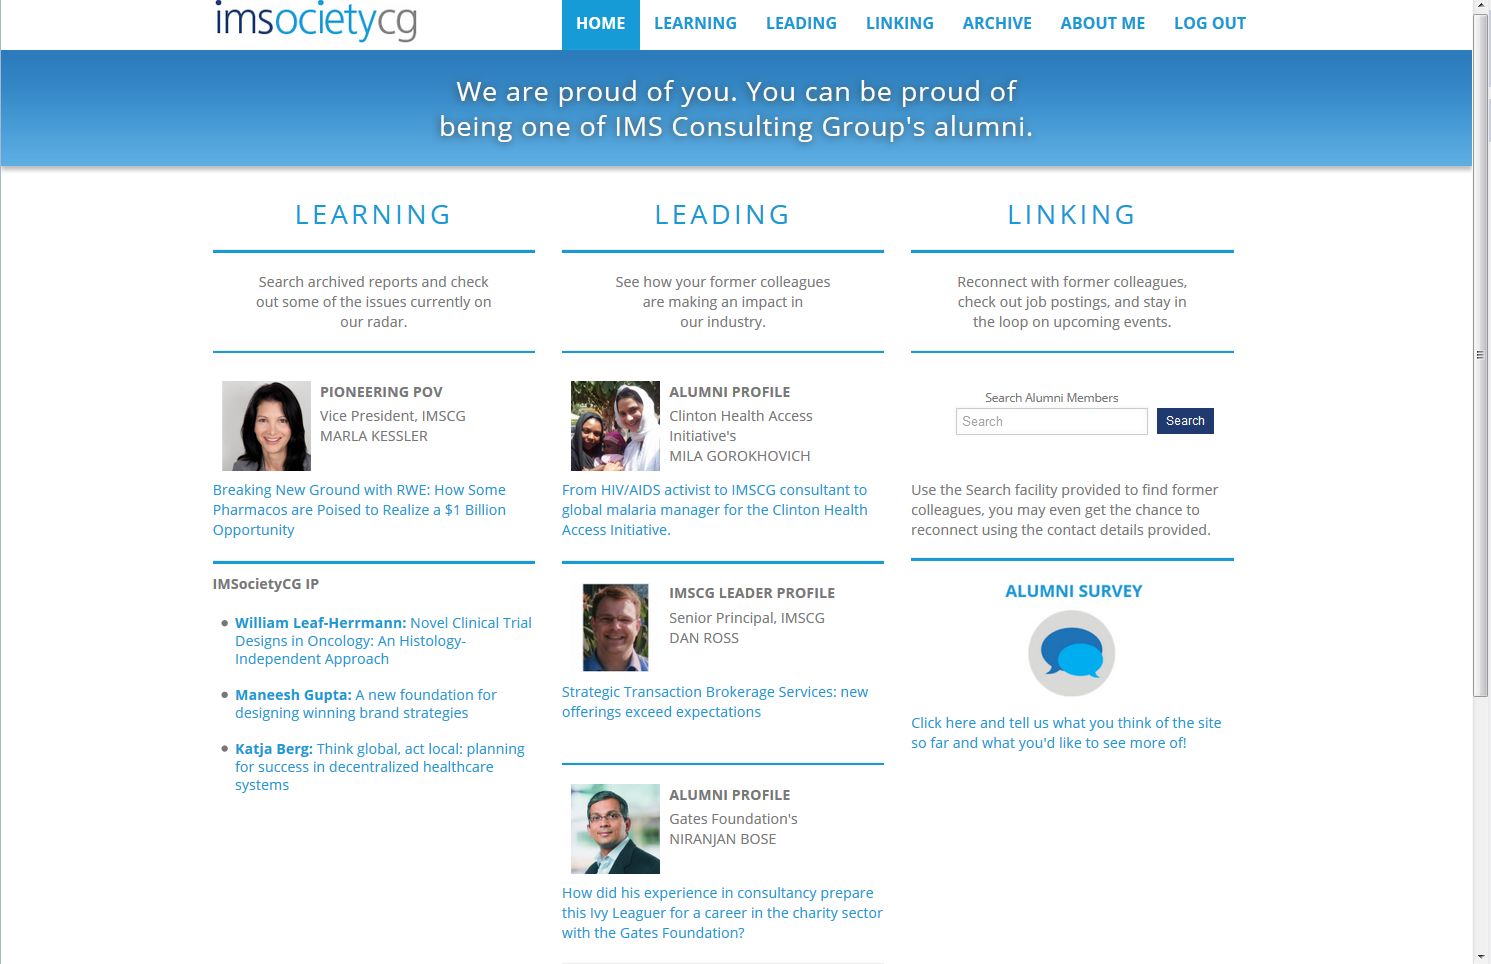 imsocietycg
HOME LEARNING LEADING LINKING ARCHIVE ABOUT ME LOG OUT
We are proud of you. You can be proud of
being one of IMS Consulting Group's alumni.
LEARNING
Search archived reports and check
out some of the issues currently on
our radar.
PIONEERING POV
Vice President, IMSCG
MARLA KESSLER
Breaking New Ground with RWE: How Some
Pharmacos are Poised to Realize a $1 Billion
Opportunity
IMSocietyCG IP
William Leaf-Herrmann: Novel Clinical Trial
Designs in Oncology: An Histology-
Independent Approach
Maneesh Gupta: A new foundation for
designing winning brand strategies
Katja Berg: Think global, act local: planning
for success in decentralized healthcare
systems
LEADING
See how your former colleagues
are making an impact in
our industry.
ALUMNI PROFILE
Clinton Health Access
Initiative's
MILA GOROKHOVICH
From HIV/AIDS activist to IMSCG consultant to
global malaria manager for the Clinton Health
Access Initiative.
IMSCG LEADER PROFILE
Senior Principal, IMSCG
DAN ROSS
Strategic Transaction Brokerage Services: new
offerings exceed expectations
ALUMNI PROFILE
Gates Foundation's
NIRANJAN BOSE
How did his experience in consultancy prepare
this Ivy Leaguer for a career in the charity sector
with the Gates Foundation?
LINKING
Reconnect with former colleagues,
check out job postings, and stay in
the loop on upcoming events.
Search Alumni Members
Search Search
Use the Search facility provided to find former
colleagues, you may even get the chance to
reconnect using the contact details provided.
ALUMNI SURVEY
Click here and tell us what you think of the site
so far and what you'd like to see more of!